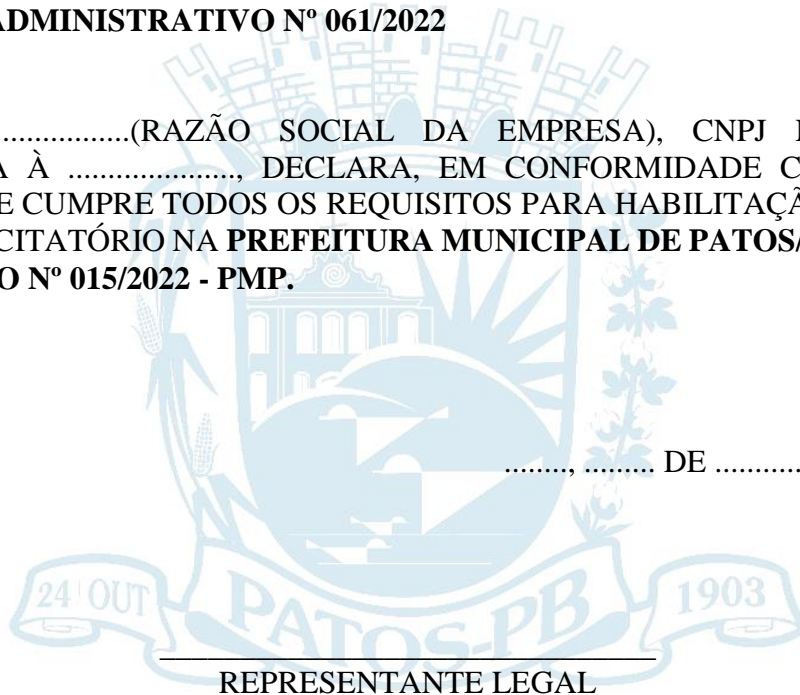 ADMINISTRATIVO Nº 061/2022
................(RAZÃO SOCIAL DA EMPRESA), CNPJ
À ...................., DECLARA, EM CONFORMIDADE
E CUMPRE TODOS OS REQUISITOS PARA
CITATÓRIO NA PREFEITURA MUNICIPAL DE PATOS/
O Nº 015/2022 - PMP.
........, ......... DE ............
24 OUT
PATOS-PB
1903
_______________________________
REPRESENTANTE LEGAL